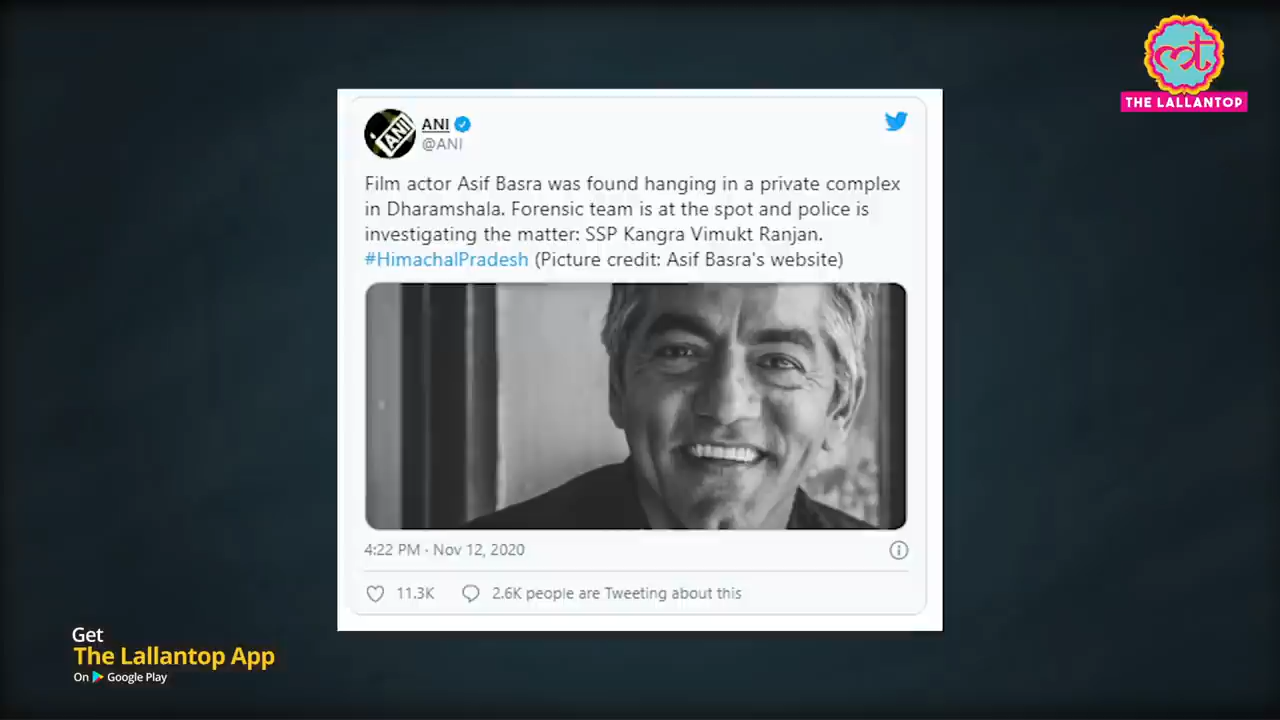 मt
THE LALLANTOP
ANI
ANI
@ANI
Film actor Asif Basra was found hanging in a private complex
in Dharamshala. Forensic team is at the spot and police is
investigating the matter: SSP Kangra Vimukt Ranjan.
#HimachalPradesh (Picture credit: Asif Basra's website)
4:22 PM · Nov 12, 2020
11.3K 2.6K people are Tweeting about this
Get
The Lallantop App
On Google Play